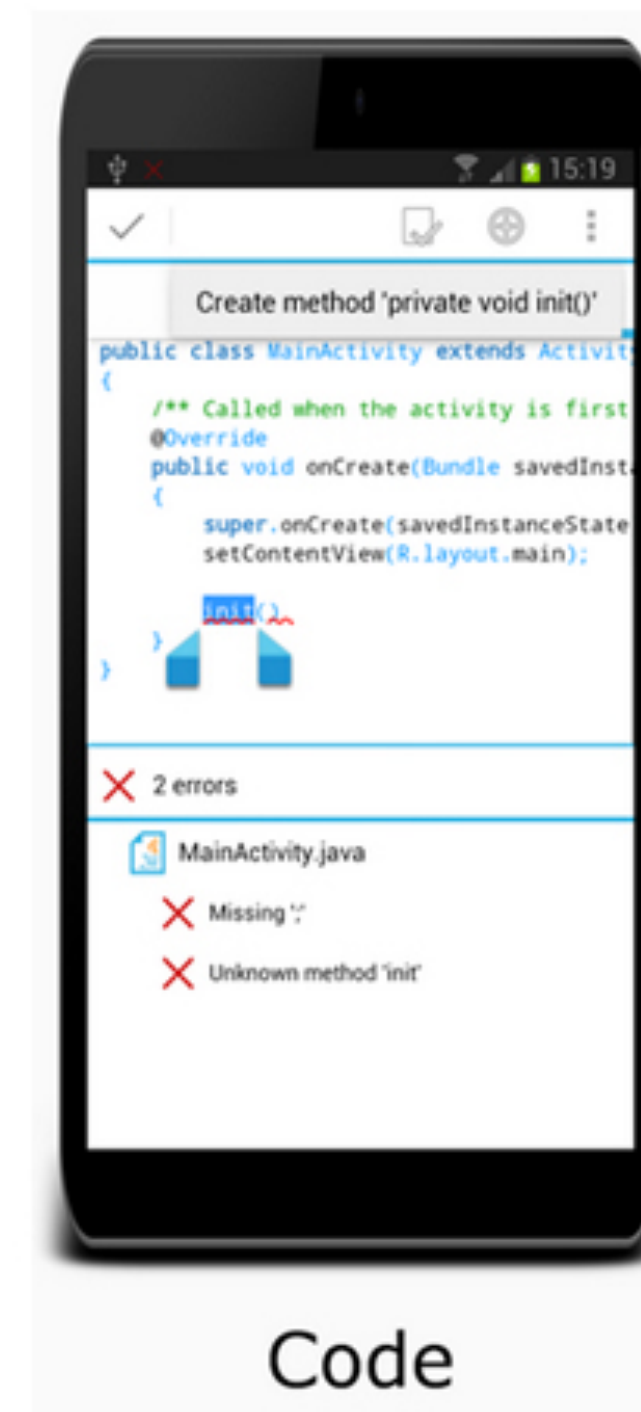 15:19
Create method 'private void init()'
public class MainActivity extends Activity
{
/** Called when the activity is first
@Override
public void onCreate(Bundle savedInst
{
super.onCreate(savedInstanceState
setContentView(R.layout.main);
init()
}
}
2 errors
MainActivity.java
Missing ';'
Unknown method 'init'
Code